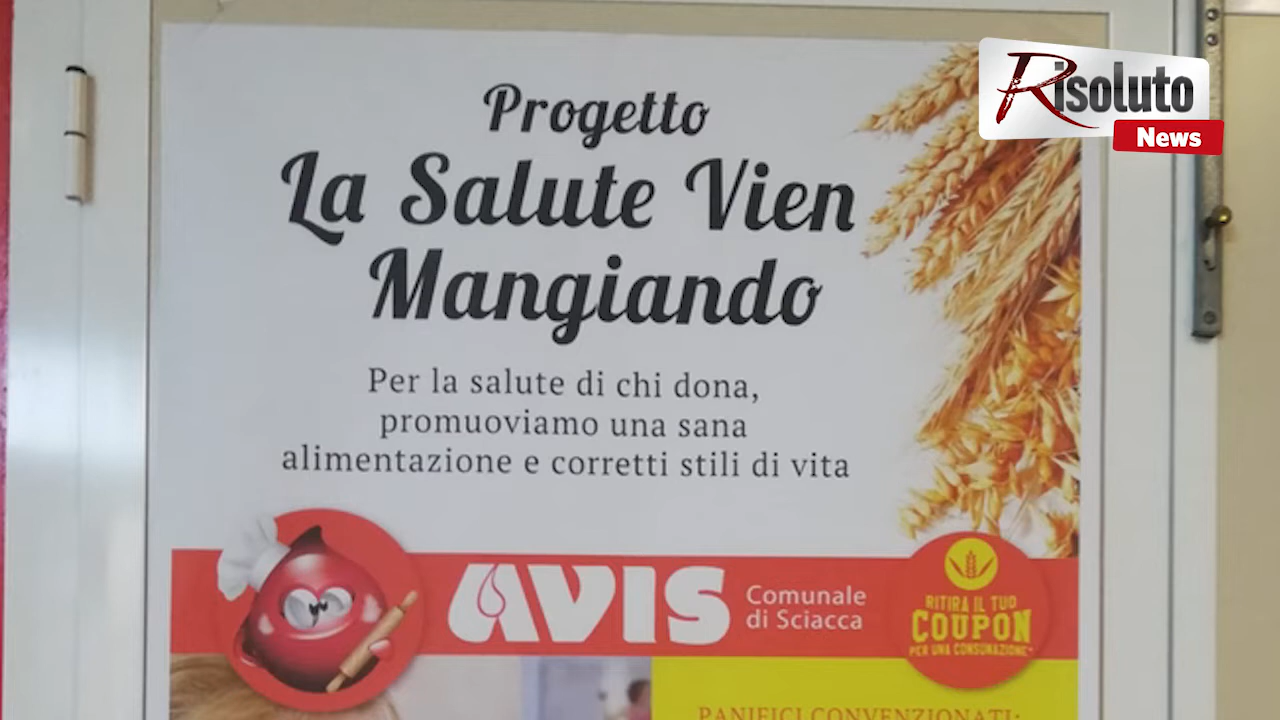 Risoluto
News
Progetto
La Salute Vien
Mangiando
Per la salute di chi dona,
promuoviamo una sana
alimentazione e corretti stili di vita
AVIS
Comunale
di Sciacca
RITIRA IL TUO
COUPON
PER UNA CONSUMAZIONE*
PANIFICI CONVENZIONATI: